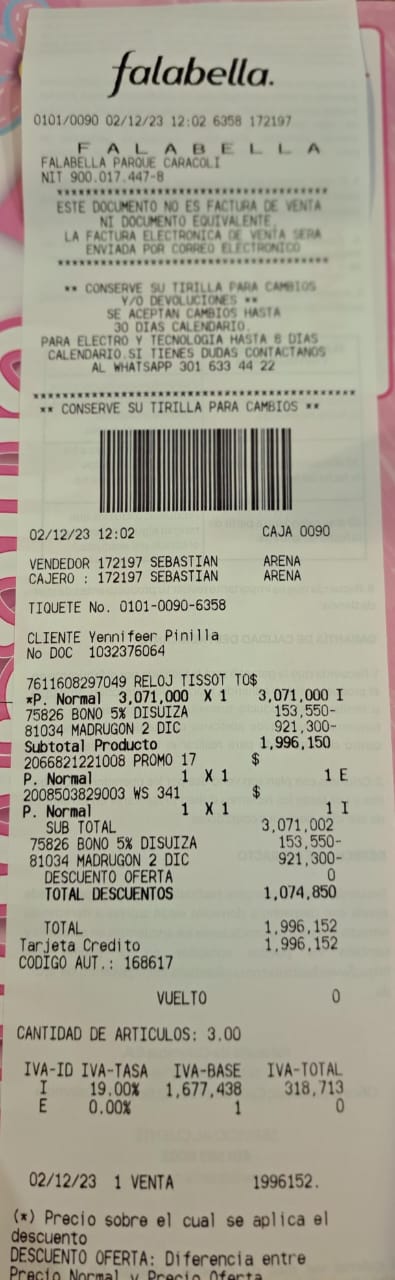 falabella.
0101/0090 02/12/23 12:02 6358 172197
F A L A B E L L A
FALABELLA PARQUE CARACOLI
NIT 900.017.447-8
************************************
ESTE DOCUMENTO NO ES FACTURA DE VENTA
NI DOCUMENTO EQUIVALENTE
LA FACTURA ELECTRONICA DE VENTA SERA
ENVIADA POR CORREO ELECTRONICO
************************************
** CONSERVE SU TIRILLA PARA CAMBIOS
Y/O DEVOLUCIONES **
SE ACEPTAN CAMBIOS HASTA
30 DIAS CALENDARIO.
PARA ELECTRO Y TECNOLOGIA HASTA 8 DIAS
CALENDARIO.SI TIENES DUDAS CONTACTANOS
AL WHATSAPP 301 633 44 22
****************************************
** CONSERVE SU TIRILLA PARA CAMBIOS **
02/12/23 12:02 CAJA 0090
VENDEDOR 172197 SEBASTIAN ARENA
CAJERO : 172197 SEBASTIAN ARENA
TIQUETE No. 0101-0090-6358
CLIENTE Yennifeer Pinilla
No DOC 1032376064
7611608297049 RELOJ TISSOT TO$
*P. Normal 3,071,000 X 1 3,071,000 I
75826 BONO 5% DISUIZA 153,550-
81034 MADRUGON 2 DIC 921,300-
Subtotal Producto 1,996,150
2066821221008 PROMO 17 $
P. Normal 1 X 1 1 E
2008503829003 WS 341 $
P. Normal 1 X 1 1 I
SUB TOTAL 3,071,002
75826 BONO 5% DISUIZA 153,550-
81034 MADRUGON 2 DIC 921,300-
DESCUENTO OFERTA 0
TOTAL DESCUENTOS 1,074,850
TOTAL 1,996,152
Tarjeta Credito 1,996,152
CODIGO AUT.: 168617
VUELTO 0
CANTIDAD DE ARTICULOS: 3.00
IVA-ID IVA-TASA IVA-BASE IVA-TOTAL
I 19.00% 1,677,438 318,713
E 0.00% 1 0
02/12/23 1 VENTA 1996152.
(*) Precio sobre el cual se aplica el
descuento
DESCUENTO OFERTA: Diferencia entre
Precio Normal y Precio Oferta